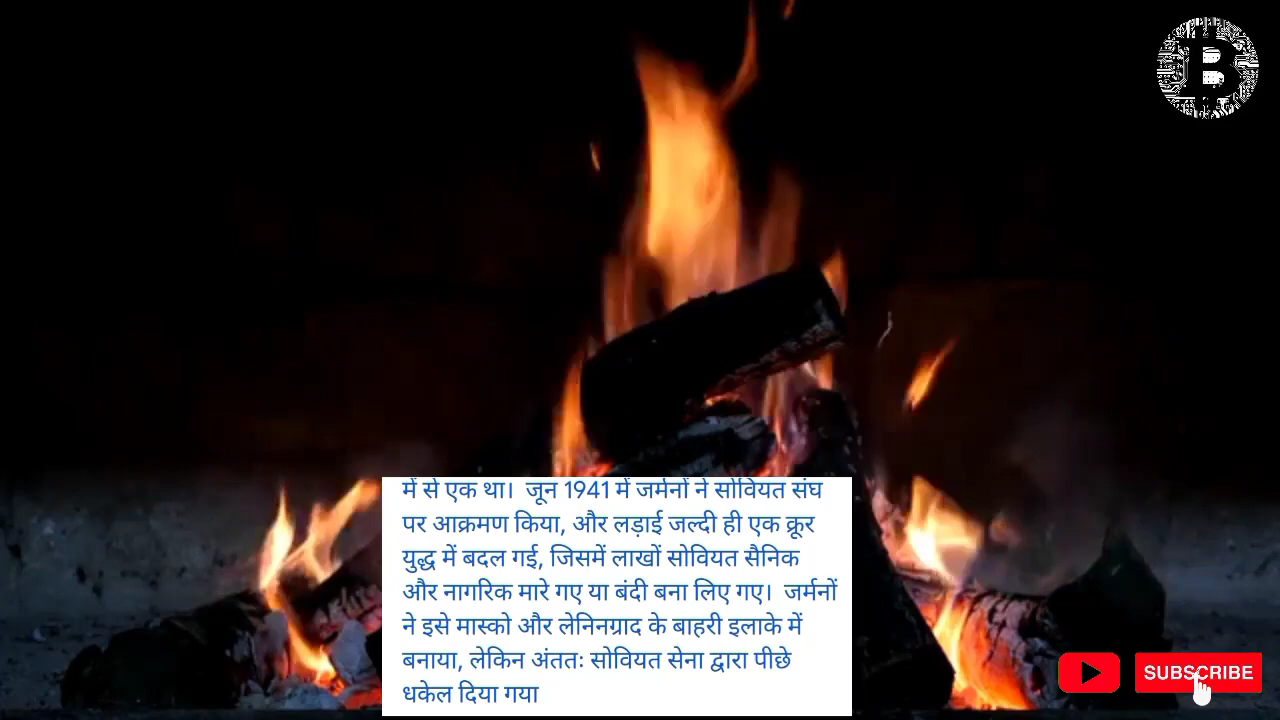 में से एक था।  जून 1941 में जर्मनों ने सोवियत संघ
पर आक्रमण किया, और लड़ाई जल्दी ही एक क्रूर
युद्ध में बदल गई, जिसमें लाखों सोवियत सैनिक
और नागरिक मारे गए या बंदी बना लिए गए।  जर्मनों
ने इसे मास्को और लेनिनग्राद के बाहरी इलाके में
बनाया, लेकिन अंततः सोवियत सेना द्वारा पीछे
धकेल दिया गया
SUBSCRIBE